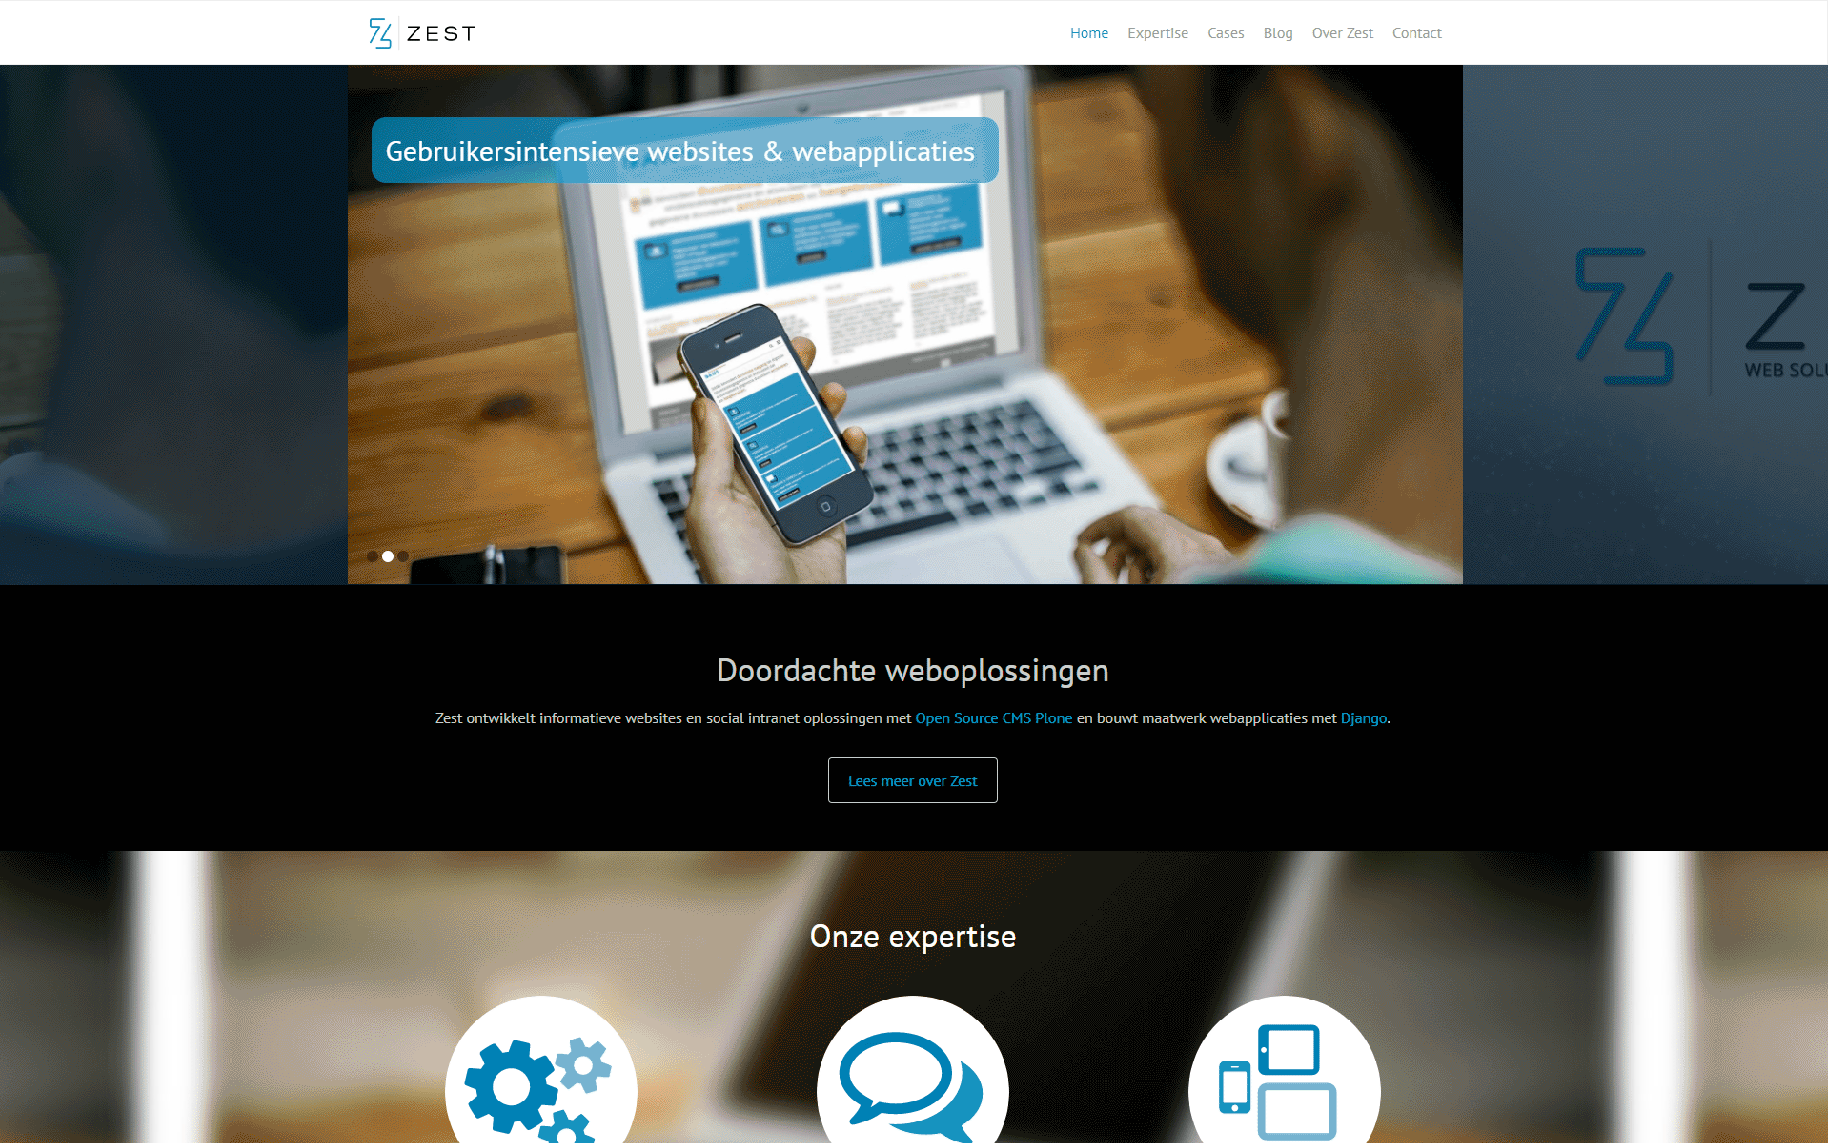 ZEST
Home Expertise Cases Blog Over Zest Contact
Gebruikersintensieve websites & webapplicaties
WEB SOLU
Doordachte weboplossingen
Zest ontwikkelt informatieve websites en social intranet oplossingen met Open Source CMS Plone en bouwt maatwerk webapplicaties met Django.
Lees meer over Zest
Onze expertise